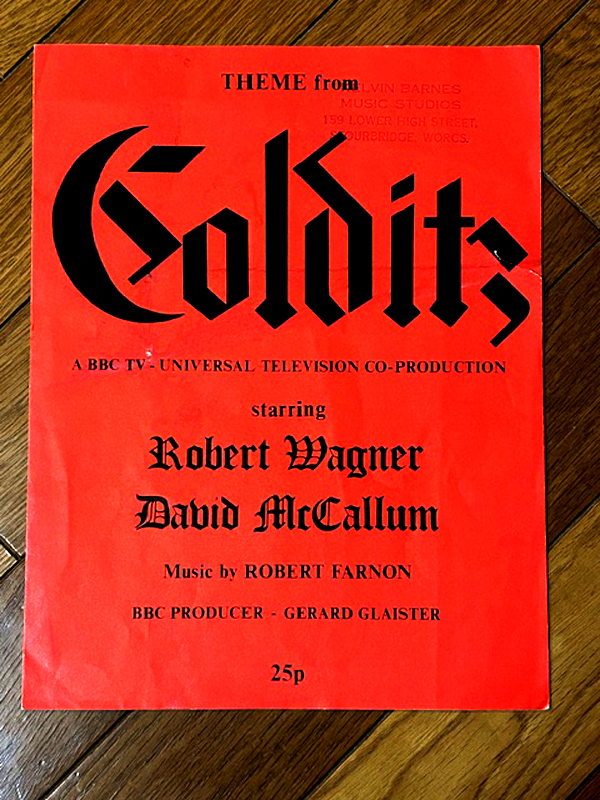 THEME from
MELVIN BARNES
MUSIC STUDIOS
159 LOWER HIGH STREET,
STOURBRIDGE, WORCS.
Colditz
A BBC TV - UNIVERSAL TELEVISION CO-PRODUCTION
starring
Robert Wagner
David McCallum
Music by ROBERT FARNON
BBC PRODUCER - GERARD GLAISTER
25p